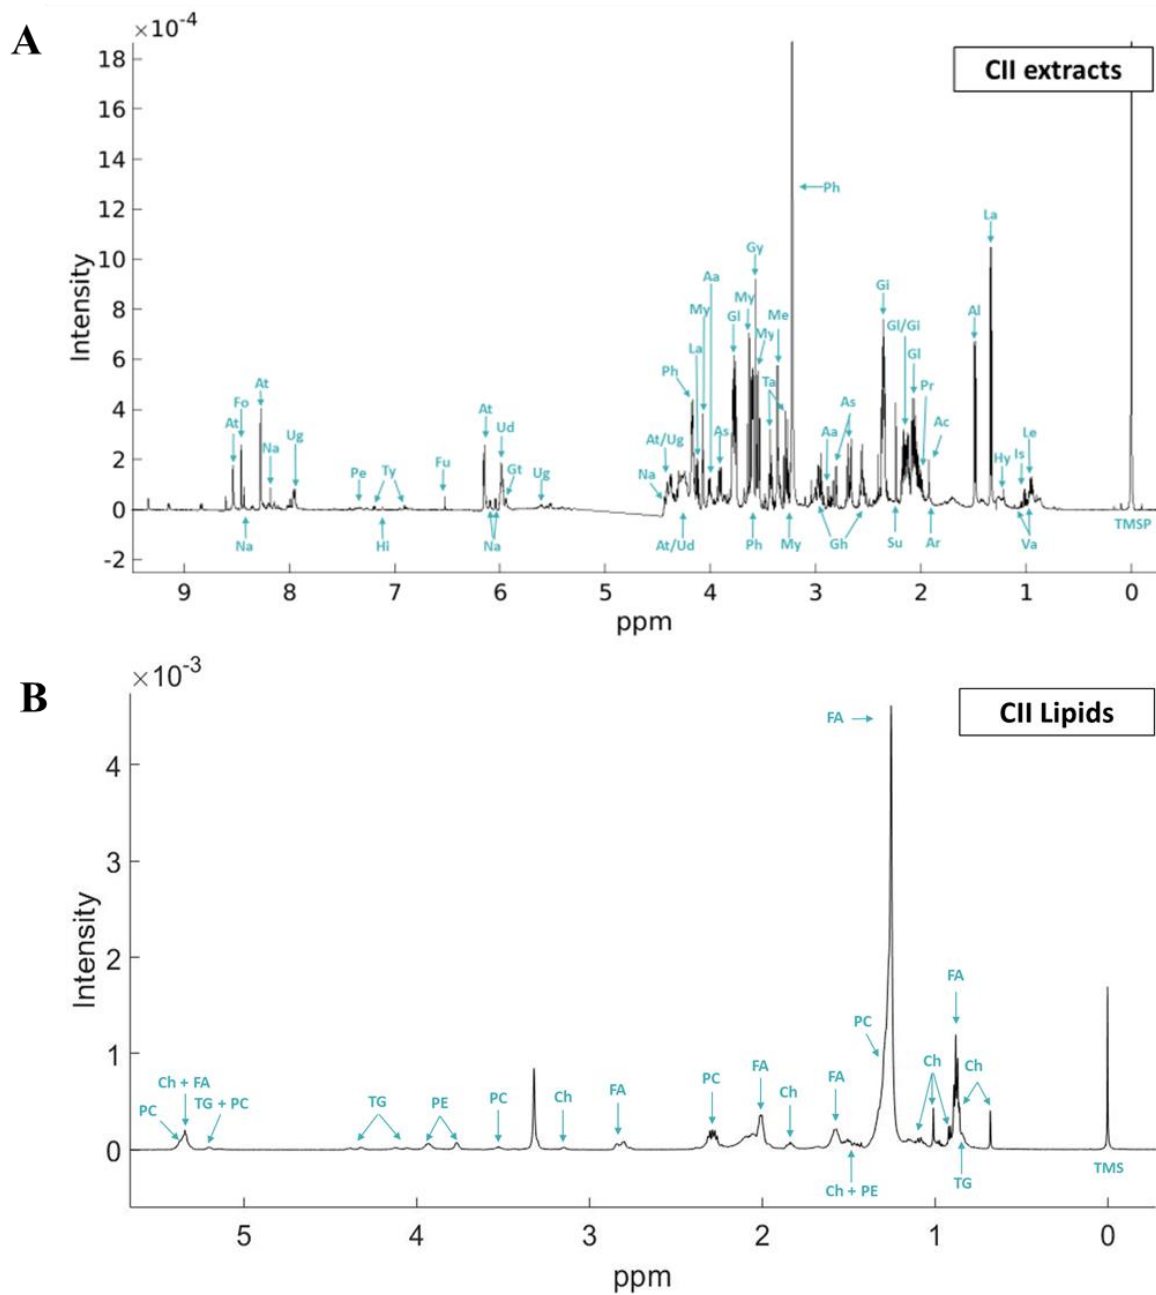 A
×10⁻⁴
CII extracts
18
16
14
12
10
8
6
4
2
0
-2
Intensity
Ph
La
Gy
Aa
Gi
My
My
Me
Al
Gl
Gl/Gi
My
Gl
La
Ph
Ta
Pr
At
At
As
As
Ac
Fo
At
Ud
At/Ug
Aa
Le
Na
Ug
Pe
Ty
Fu
Gt
Ug
Na
Hy
Is
Na
Hi
Na
At/Ud
Ph
My
Gh
Su
Ar
Va
TMSP
9
8
7
6
5
4
3
2
1
0
ppm
B
×10⁻³
CII Lipids
4
3
2
1
0
Intensity
FA
FA
PC
Ch
Ch
Ch + FA
PC
TG + PC
TG
PE
PC
Ch
FA
PC
FA
Ch
FA
Ch + PE
TG
TMS
5
4
3
2
1
0
ppm